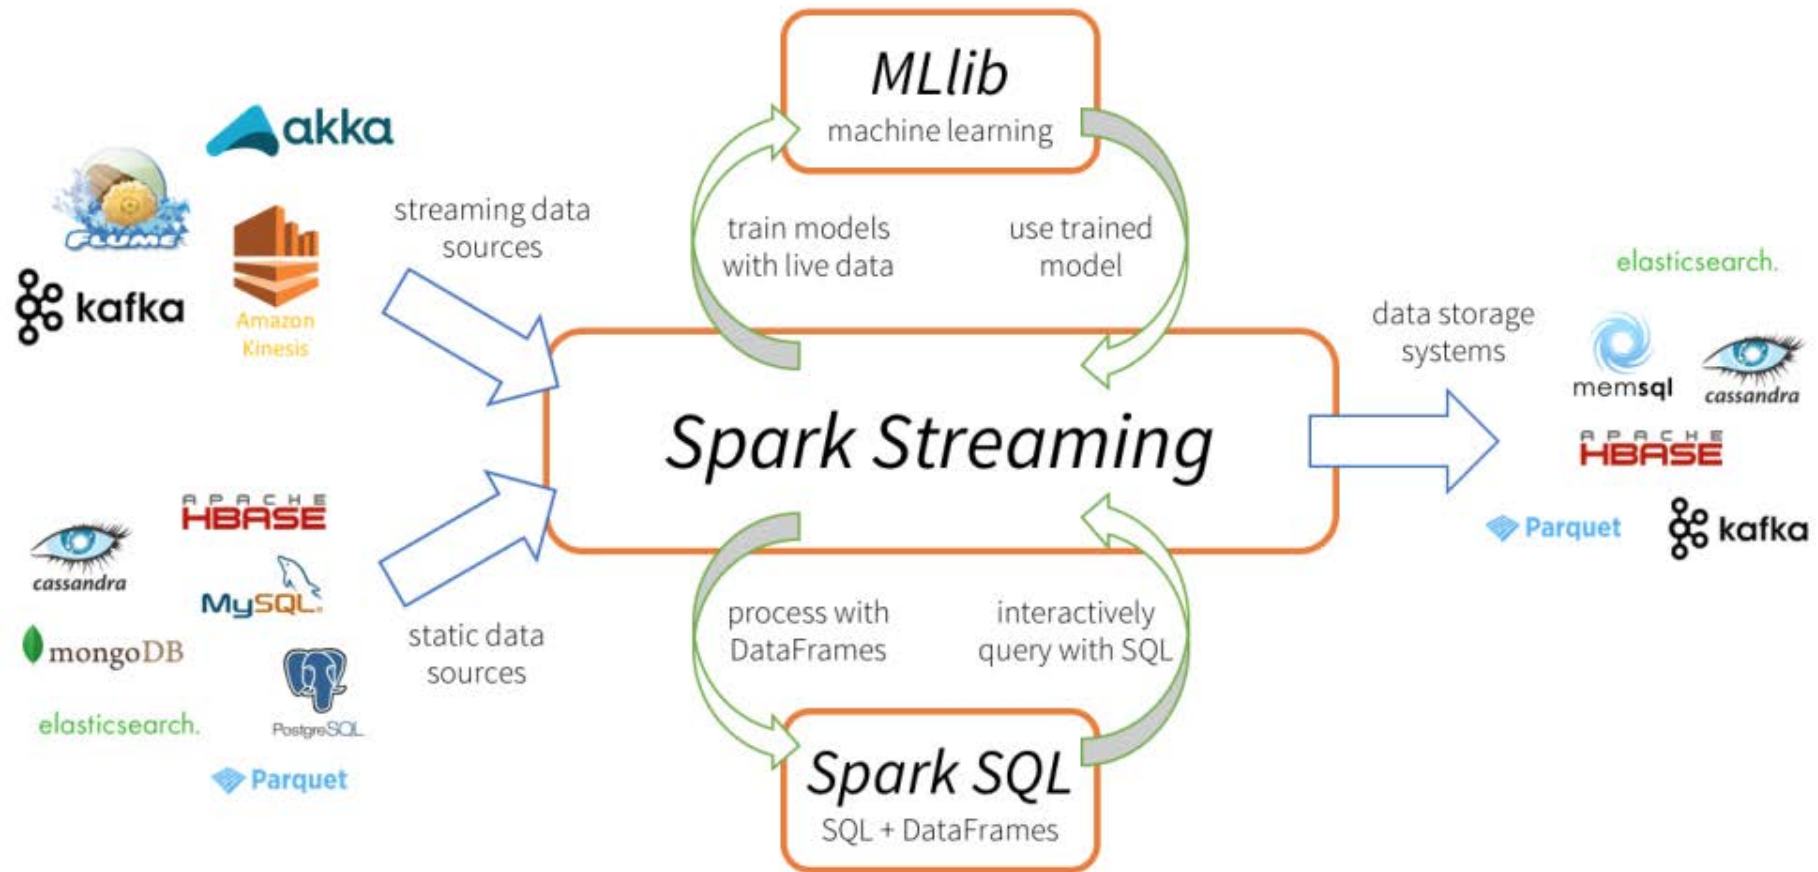 MLlib
machine learning
akka
FLUME
kafka
Amazon
Kinesis
streaming data
sources
train models
with live data
use trained
model
Spark Streaming
data storage
systems
elasticsearch.
memsql
cassandra
APACHE
HBASE
Parquet
kafka
APACHE
HBASE
cassandra
MySQL.
mongoDB
PostgreSQL
elasticsearch.
Parquet
static data
sources
process with
DataFrames
interactively
query with SQL
Spark SQL
SQL + DataFrames